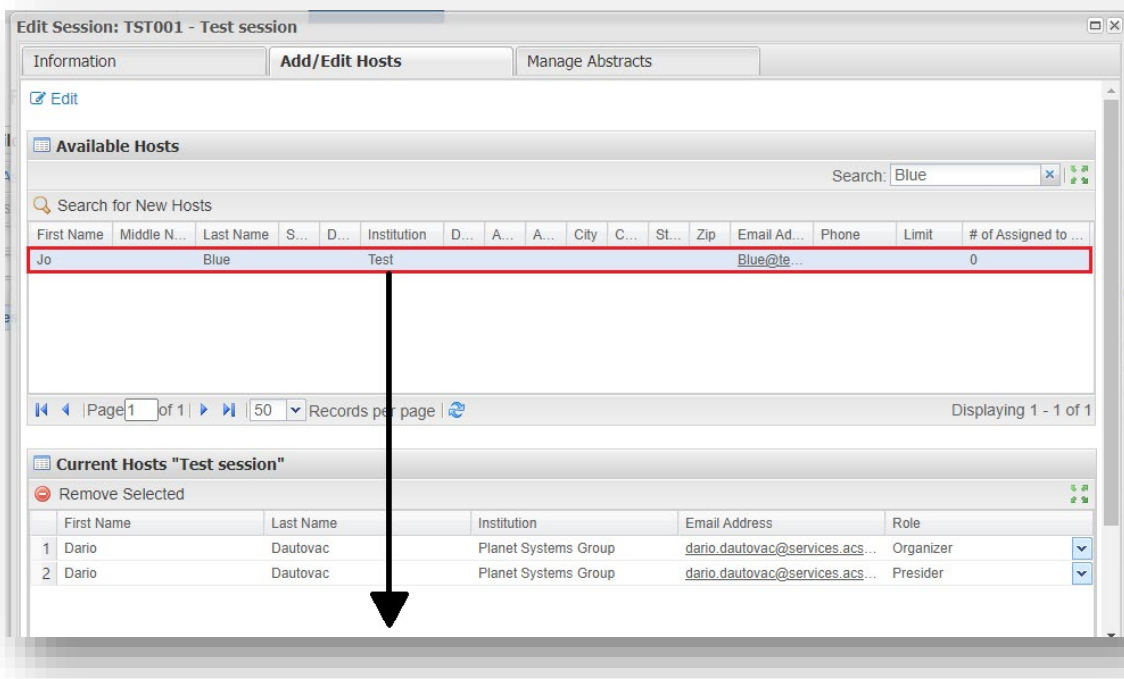 Edit Session: TST001 - Test session
Information Add/Edit Hosts Manage Abstracts
Edit
Available Hosts
Search: Blue
Search for New Hosts
First Name Middle N... Last Name S... D... Institution D... A... A... City C... St... Zip Email Ad... Phone Limit # of Assigned to ...
Jo Blue Test Blue@te... 0
Page 1 of 1 50 Records per page Displaying 1 - 1 of 1
Current Hosts "Test session"
Remove Selected
First Name Last Name Institution Email Address Role
1 Dario Dautovac Planet Systems Group dario.dautovac@services.acs... Organizer
2 Dario Dautovac Planet Systems Group dario.dautovac@services.acs... Presider